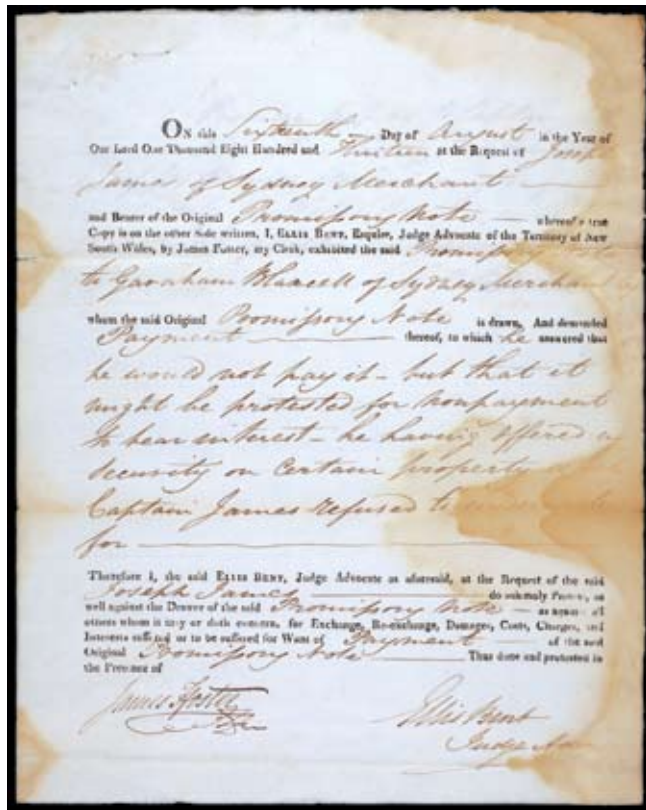 ON this Sixteenth Day of August in the Year of
Our Lord One Thousand Eight Hundred and Thirteen at the Request of Joseph
James of Sydney Merchant
and Bearer of the Original Promissory Note whereof a true
Copy is on the other Side written, I, ELLIS BENT, Esquire, Judge Advocate of the Territory of New
South Wales, by James Foster, my Clerk, exhibited the said Promissory
to Garnham Blaxcell of Sydney Merchant
whom the said Original Promissory Note is drawn, And demanded
Payment thereof, to which he answered that
he would not pay it - but that it
might be protested for nonpayment
to bear interest - he having offered a
security on certain property
Captain James refused to
for
Therefore I, the said ELLIS BENT, Judge Advocate as aforesaid, at the Request of the said
Joseph James do solemnly Protest, as
well against the Drawer of the said Promissory Note - as against all
others whom it may or doth concern, for Exchange, Re-exchange, Damages, Costs, Charges, and
Interests suffered or to be suffered for Want of Payment of the said
Original Promissory Note Thus done and protested in
the Presence of
James Foster
Ellis Bent
Judge